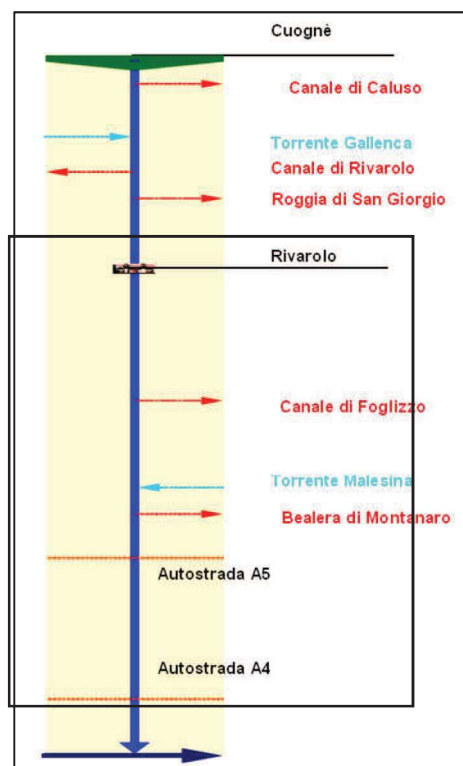 Cuognè
Canale di Caluso
Torrente Gallenca
Canale di Rivarolo
Roggia di San Giorgio
Rivarolo
Canale di Foglizzo
Torrente Malesina
Bealera di Montanaro
Autostrada A5
Autostrada A4